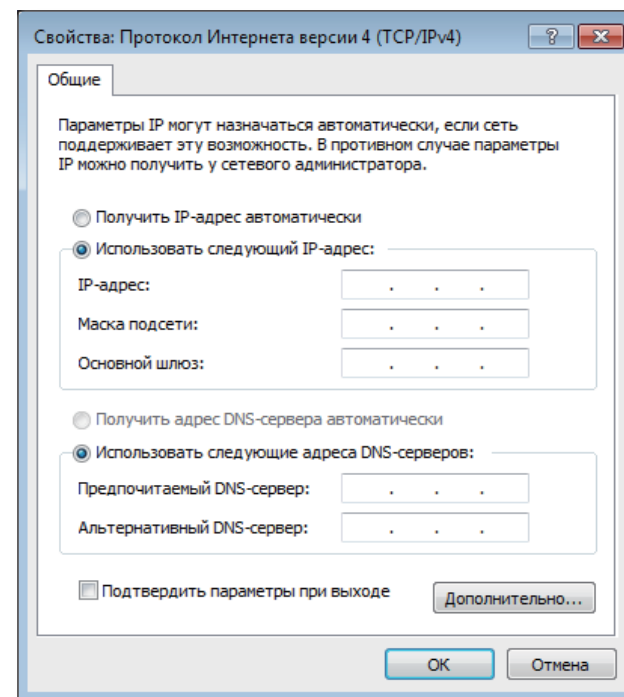 Свойства: Протокол Интернета версии 4 (TCP/IPv4)
Общие
Параметры IP могут назначаться автоматически, если сеть
поддерживает эту возможность. В противном случае параметры
IP можно получить у сетевого администратора.
Получить IP-адрес автоматически
Использовать следующий IP-адрес:
IP-адрес:
Маска подсети:
Основной шлюз:
Получить адрес DNS-сервера автоматически
Использовать следующие адреса DNS-серверов:
Предпочитаемый DNS-сервер:
Альтернативный DNS-сервер:
Подтвердить параметры при выходе
Дополнительно...
ОК Отмена